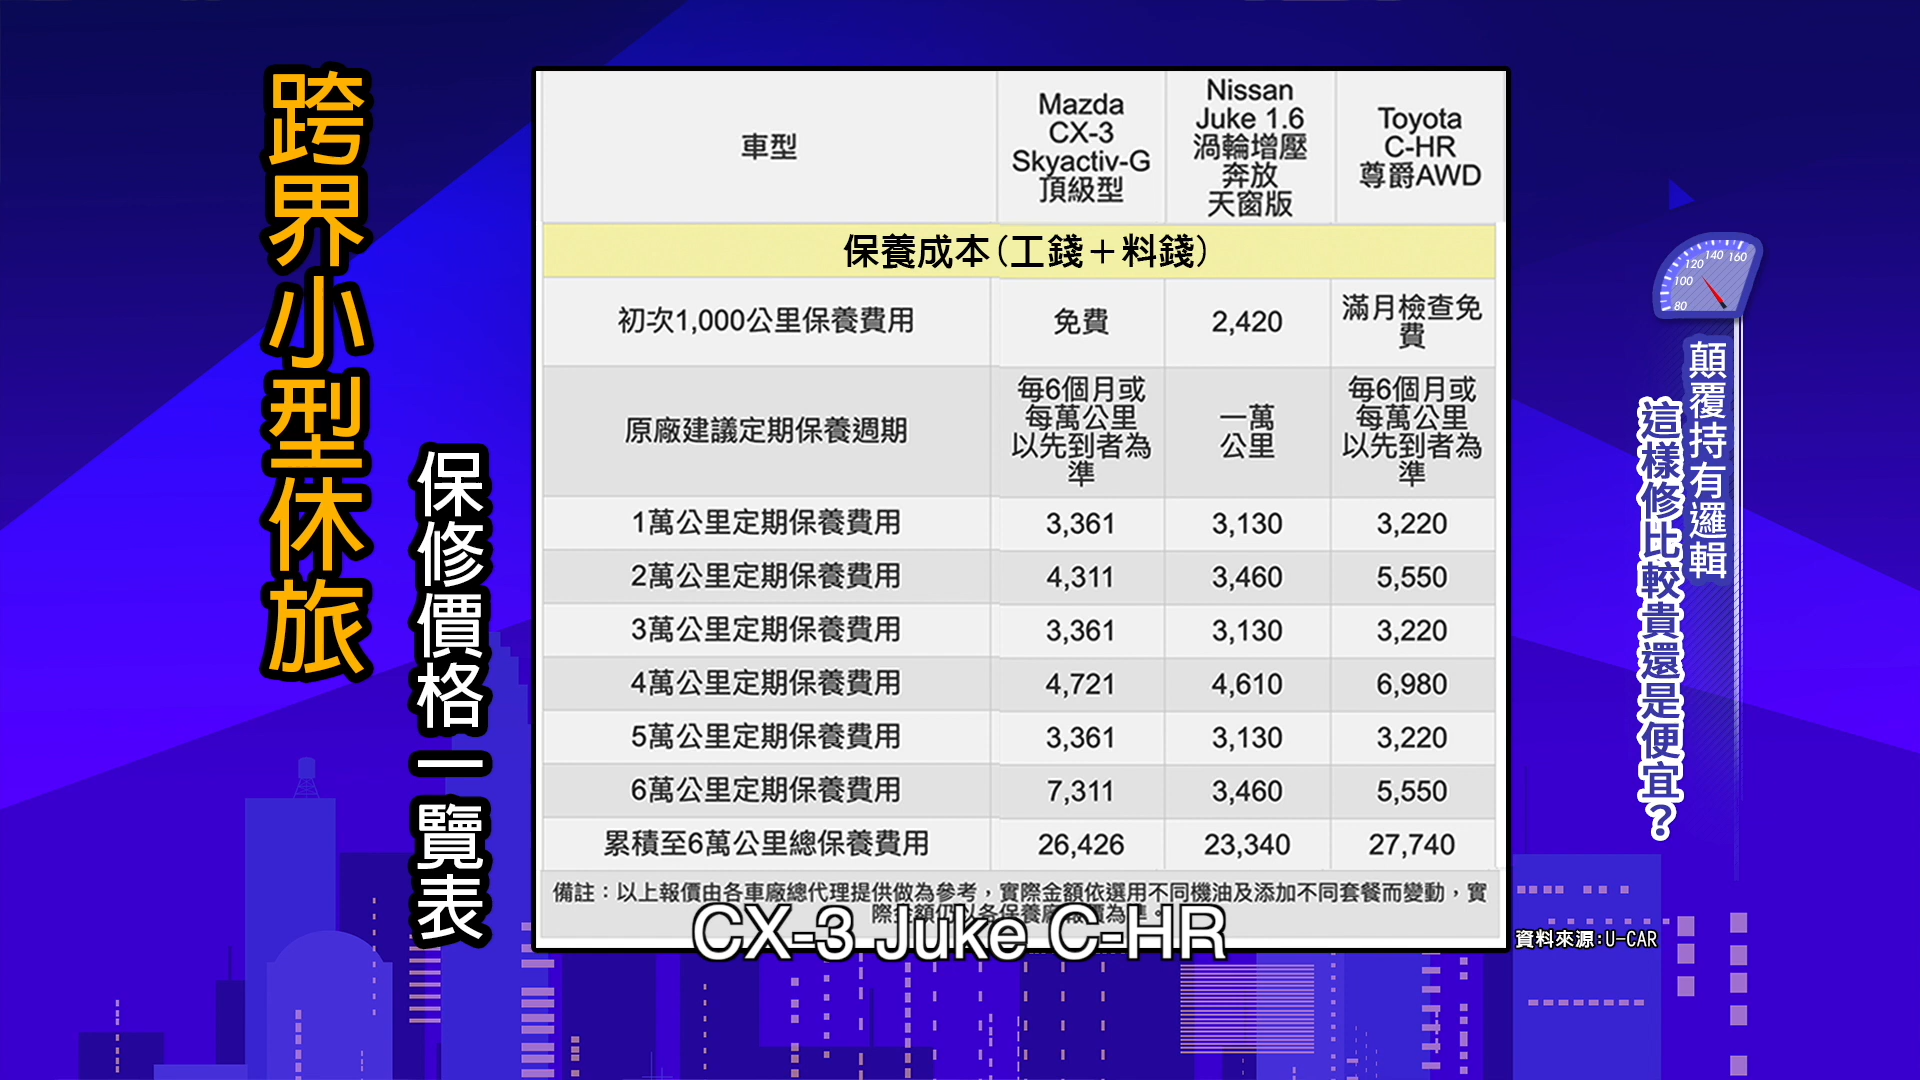 跨界小型休旅
保修價格一覽表
車型
Mazda
CX-3
Skyactiv-G
頂級型
Nissan
Juke 1.6
渦輪增壓
奔放
天窗版
Toyota
C-HR
尊爵AWD
保養成本(工錢+料錢)
初次1,000公里保養費用
免費
2,420
滿月檢查免
費
原廠建議定期保養週期
每6個月或
每萬公里
以先到者為
準
一萬
公里
每6個月或
每萬公里
以先到者為
準
1萬公里定期保養費用 3,361 3,130 3,220
2萬公里定期保養費用 4,311 3,460 5,550
3萬公里定期保養費用 3,361 3,130 3,220
4萬公里定期保養費用 4,721 4,610 6,980
5萬公里定期保養費用 3,361 3,130 3,220
6萬公里定期保養費用 7,311 3,460 5,550
累積至6萬公里總保養費用 26,426 23,340 27,740
備註:以上報價由各車廠總代理提供做為參考,實際金額依選用不同機油及添加不同套餐而變動,實
CX-3 Juke C-HR
資料來源:U-CAR
80 100 120 140 160
顛覆持有邏輯
這樣修比較貴還是便宜?